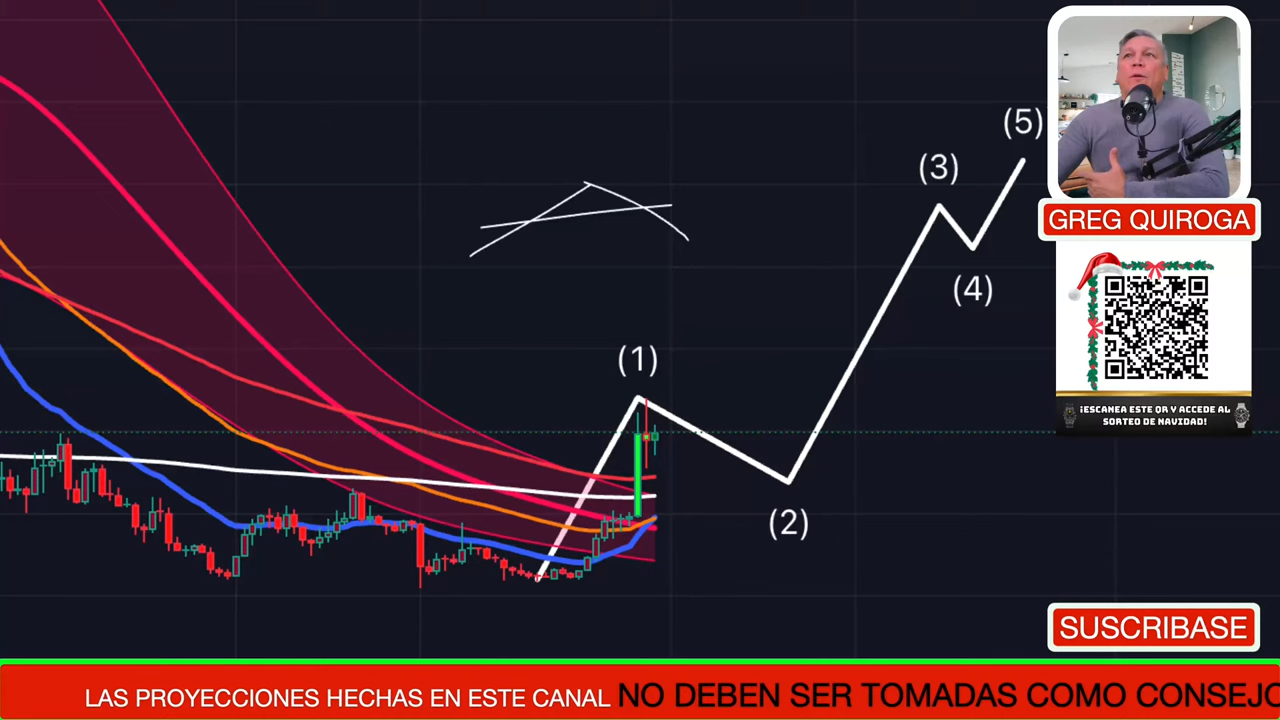 (5)
(3)
(4)
(1)
(2)
GREG QUIROGA
¡ESCANEA ESTE QR Y ACCEDE AL
SORTEO DE NAVIDAD!
SUSCRIBASE
LAS PROYECCIONES HECHAS EN ESTE CANAL NO DEBEN SER TOMADAS COMO CONSEJO